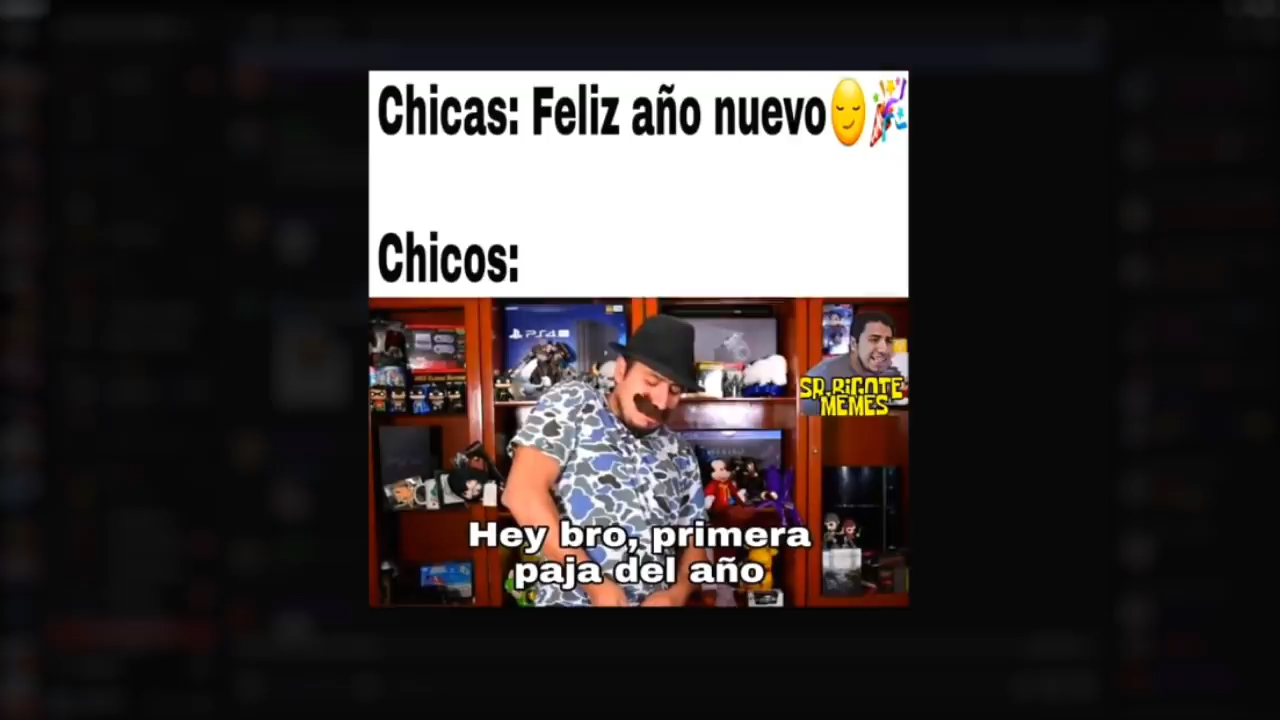 Chicas: Feliz año nuevo😌🎉
Chicos:
PS4
SR.BIGOTE
MEMES
Hey bro, primera
paja del año